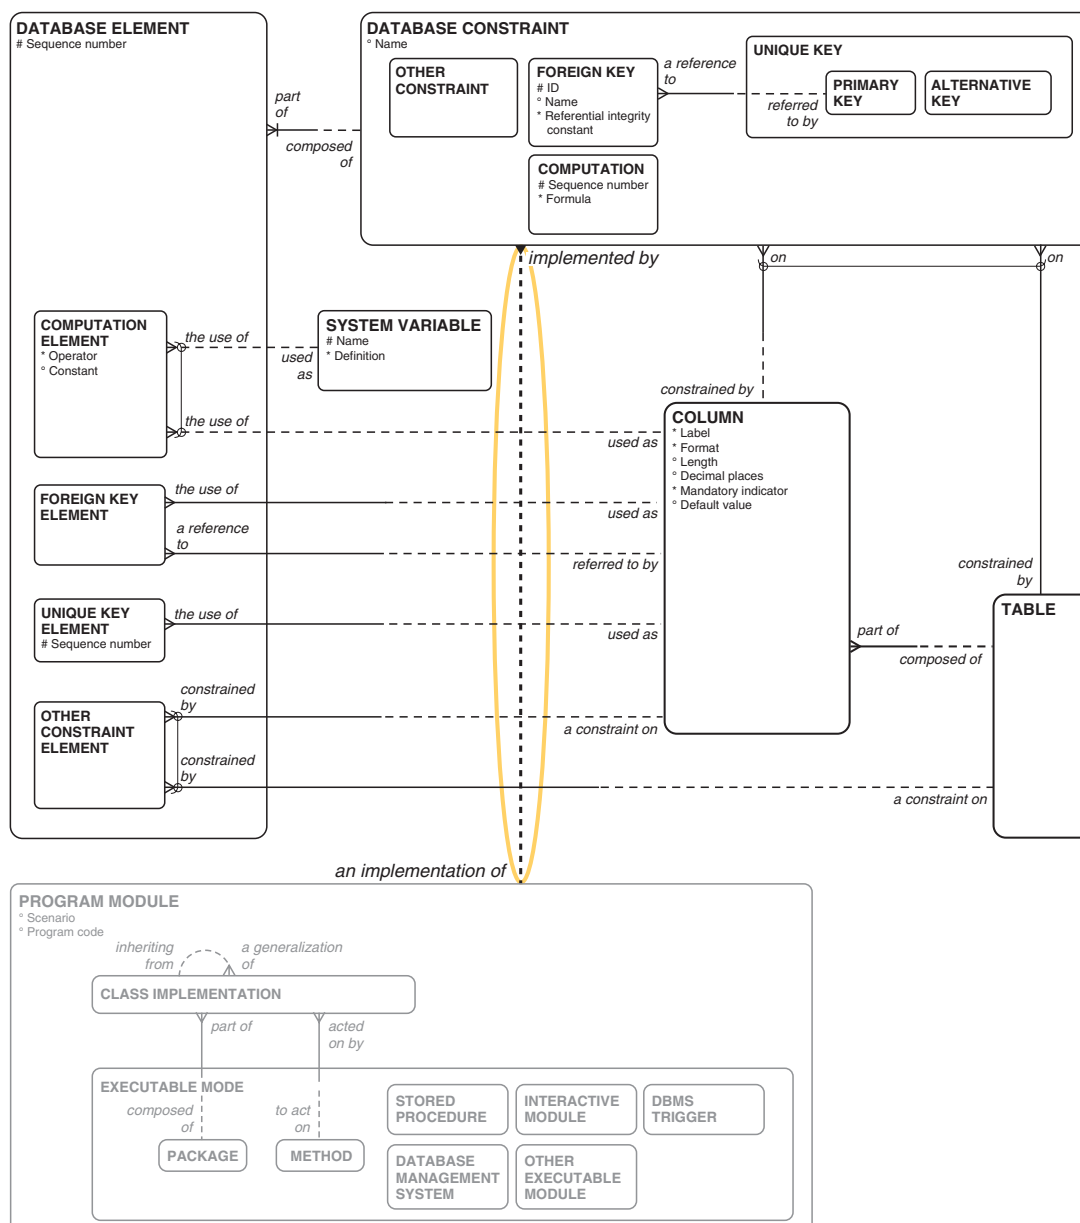 DATABASE ELEMENT
# Sequence number
DATABASE CONSTRAINT
° Name
OTHER
CONSTRAINT
FOREIGN KEY
# ID
° Name
* Referential integrity
constant
a reference
to
UNIQUE KEY
PRIMARY
KEY
ALTERNATIVE
KEY
referred
to by
part
of
composed
of
COMPUTATION
# Sequence number
* Formula
implemented by
on
on
COMPUTATION
ELEMENT
* Operator
° Constant
the use of
used
as
SYSTEM VARIABLE
# Name
* Definition
the use of
used as
constrained by
COLUMN
* Label
* Format
° Length
° Decimal places
* Mandatory indicator
° Default value
FOREIGN KEY
ELEMENT
the use of
used as
a reference
to
referred to by
constrained
by
UNIQUE KEY
ELEMENT
# Sequence number
the use of
used as
TABLE
part of
composed of
OTHER
CONSTRAINT
ELEMENT
constrained
by
a constraint on
constrained
by
a constraint on
an implementation of
PROGRAM MODULE
° Scenario
° Program code
inheriting
from
a generalization
of
CLASS IMPLEMENTATION
part of
acted
on by
EXECUTABLE MODE
composed
of
to act
on
PACKAGE
METHOD
STORED
PROCEDURE
INTERACTIVE
MODULE
DBMS
TRIGGER
DATABASE
MANAGEMENT
SYSTEM
OTHER
EXECUTABLE
MODULE